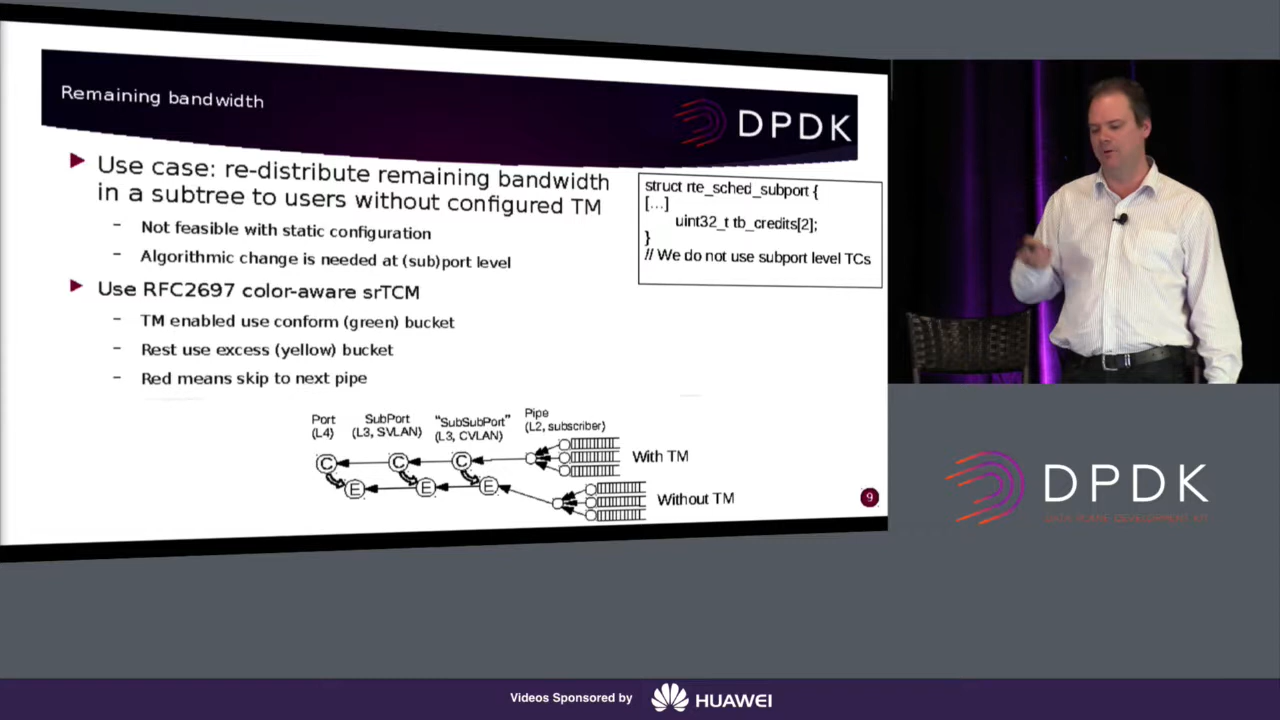 Remaining bandwidth
DPDK
Use case: re-distribute remaining bandwidth
in a subtree to users without configured TM
- Not feasible with static configuration
- Algorithmic change is needed at (sub)port level
Use RFC2697 color-aware srTCM
- TM enabled use conform (green) bucket
- Rest use excess (yellow) bucket
- Red means skip to next pipe
struct rte_sched_subport {
[...]
uint32_t tb_credits[2];
}
// We do not use subport level TCs
Port
(L4)
SubPort
(L3, SVLAN)
"SubSubPort"
(L3, CVLAN)
Pipe
(L2, subscriber)
C
C
C
With TM
E
E
E
Without TM
9
DPDK
DATA PLANE DEVELOPMENT KIT
Videos Sponsored by
HUAWEI